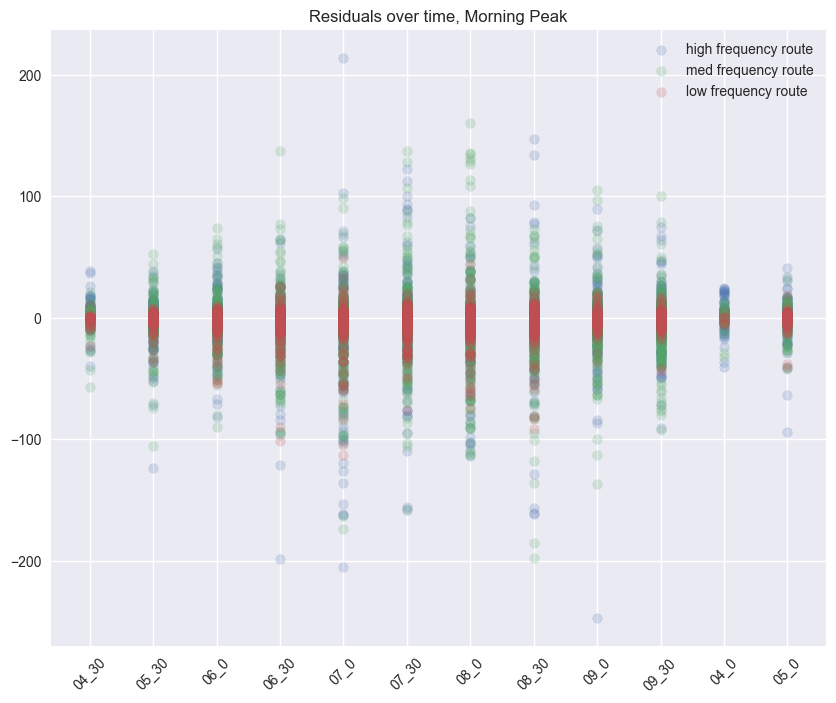 Residuals over time, Morning Peak
high frequency route
med frequency route
low frequency route
200
100
0
−100
−200
04_30 05_30 06_0 06_30 07_0 07_30 08_0 08_30 09_0 09_30 04_0 05_0